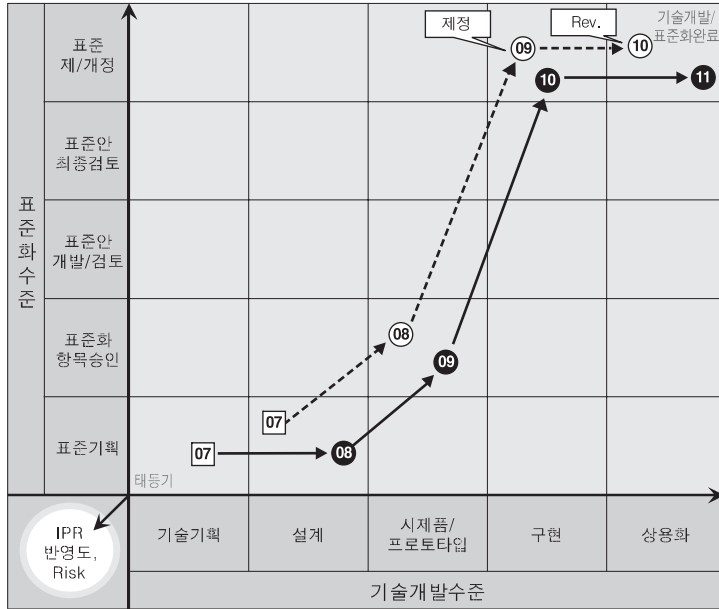 표준
제/개정
표준안
최종검토
표준안
개발/검토
표준화
항목승인
표준기획
표준화수준
제정
Rev.
기술개발/
표준화완료
09
10
10
11
08
09
07
07
08
태동기
IPR
반영도,
Risk
기술기획
설계
시제품/
프로토타입
구현
상용화
기술개발수준